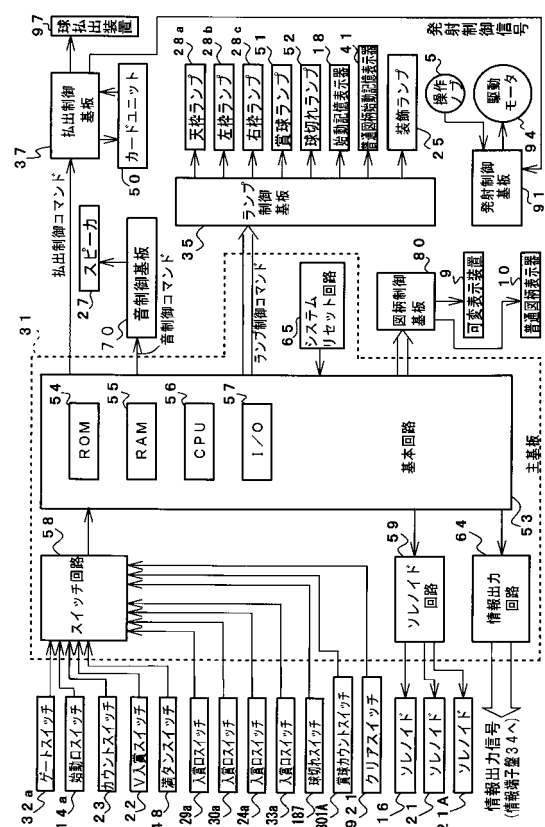 31
58
スイッチ回路
54
ROM
55
RAM
56
CPU
57
I/O
基本回路
53
主基板
59
ソレノイド回路
64
情報出力回路
65
システムリセット回路
32a
ゲートスイッチ
14a
始動口スイッチ
23
カウントスイッチ
22
V入賞スイッチ
48
満タンスイッチ
29a
入賞口スイッチ
30a
入賞口スイッチ
24a
入賞口スイッチ
33a
入賞口スイッチ
187
球切れスイッチ
301A
賞球カウントスイッチ
921
クリアスイッチ
16
ソレノイド
21
ソレノイド
21A
ソレノイド
情報出力信号
(情報端子盤34へ)
払出制御コマンド
37
払出制御基板
97
球払出装置
50
カードユニット
27
スピーカ
70
音制御基板
音制御コマンド
ランプ制御コマンド
35
ランプ制御基板
28a
天枠ランプ
28b
左枠ランプ
28c
右枠ランプ
51
賞球ランプ
52
球切れランプ
18
始動記憶表示器
41
普通図柄始動記憶表示器
25
装飾ランプ
80
図柄制御基板
9
可変表示装置
10
普通図柄表示器
5
操作ノブ
駆動モータ
94
発射制御基板
91
発射制御信号